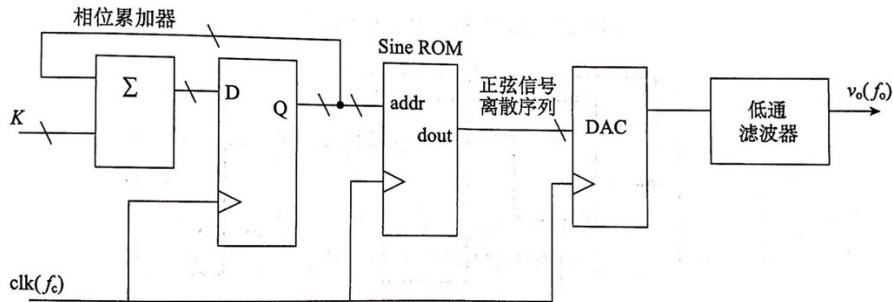 相位累加器
Sine ROM
Σ
D
Q
K
addr
dout
正弦信号
离散序列
DAC
低通
滤波器
vₒ(fₒ)
clk(f_c)